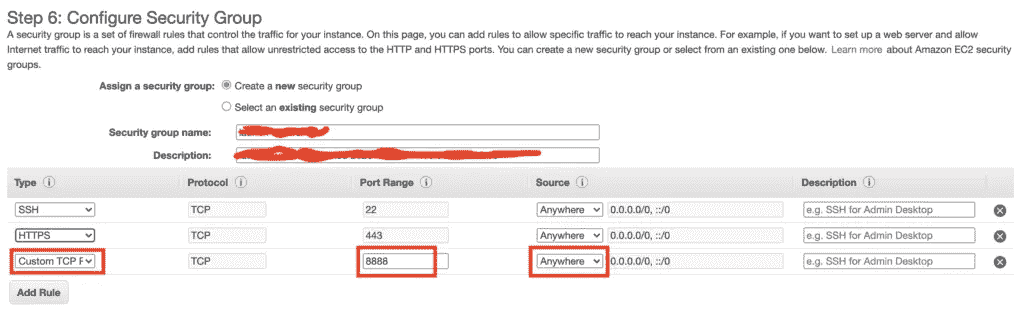 Step 6: Configure Security Group
A security group is a set of firewall rules that control the traffic for your instance. On this page, you can add rules to allow specific traffic to reach your instance. For example, if you want to set up a web server and allow
Internet traffic to reach your instance, add rules that allow unrestricted access to the HTTP and HTTPS ports. You can create a new security group or select from an existing one below. Learn more about Amazon EC2 security
groups.
Assign a security group: Create a new security group
Select an existing security group
Security group name:
Description:
Type i Protocol i Port Range i Source i Description i
SSH TCP 22 Anywhere 0.0.0.0/0, ::/0 e.g. SSH for Admin Desktop
HTTPS TCP 443 Anywhere 0.0.0.0/0, ::/0 e.g. SSH for Admin Desktop
Custom TCP F TCP 8888 Anywhere 0.0.0.0/0, ::/0 e.g. SSH for Admin Desktop
Add Rule